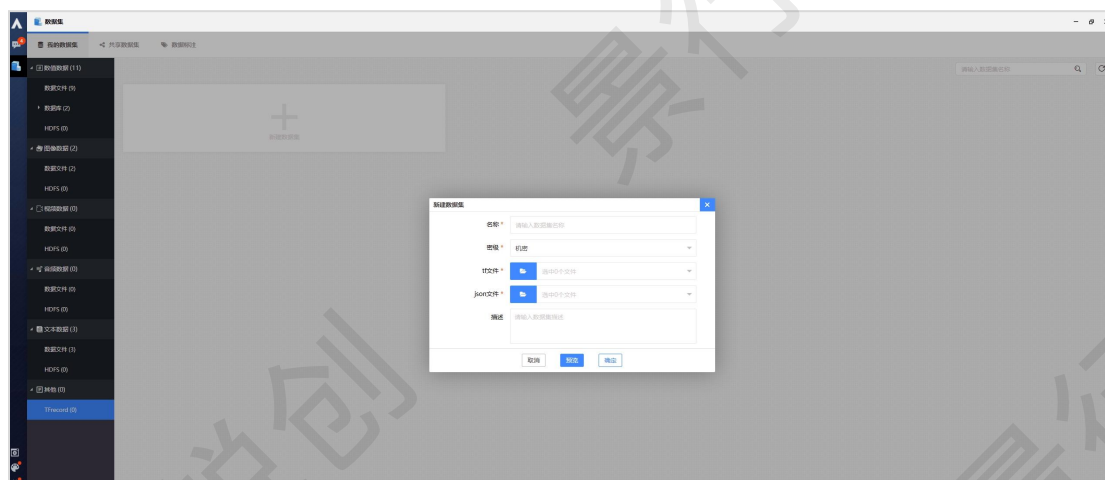 数据集
4
我的数据集
共享数据集
数据标注
数值数据 (11)
请输入数据集名称
数据文件 (9)
数据库 (2)
HDFS (0)
新建数据集
图像数据 (2)
数据文件 (2)
HDFS (0)
视频数据 (0)
数据文件 (0)
HDFS (0)
音频数据 (0)
数据文件 (0)
HDFS (0)
文本数据 (3)
数据文件 (3)
HDFS (0)
其他 (0)
TFrecord (0)
新建数据集
名称 *
请输入数据集名称
密级 *
机密
tf文件 *
选中0个文件
json文件 *
选中0个文件
描述
请输入数据集描述
取消
预览
确定
景行
锐创
景行